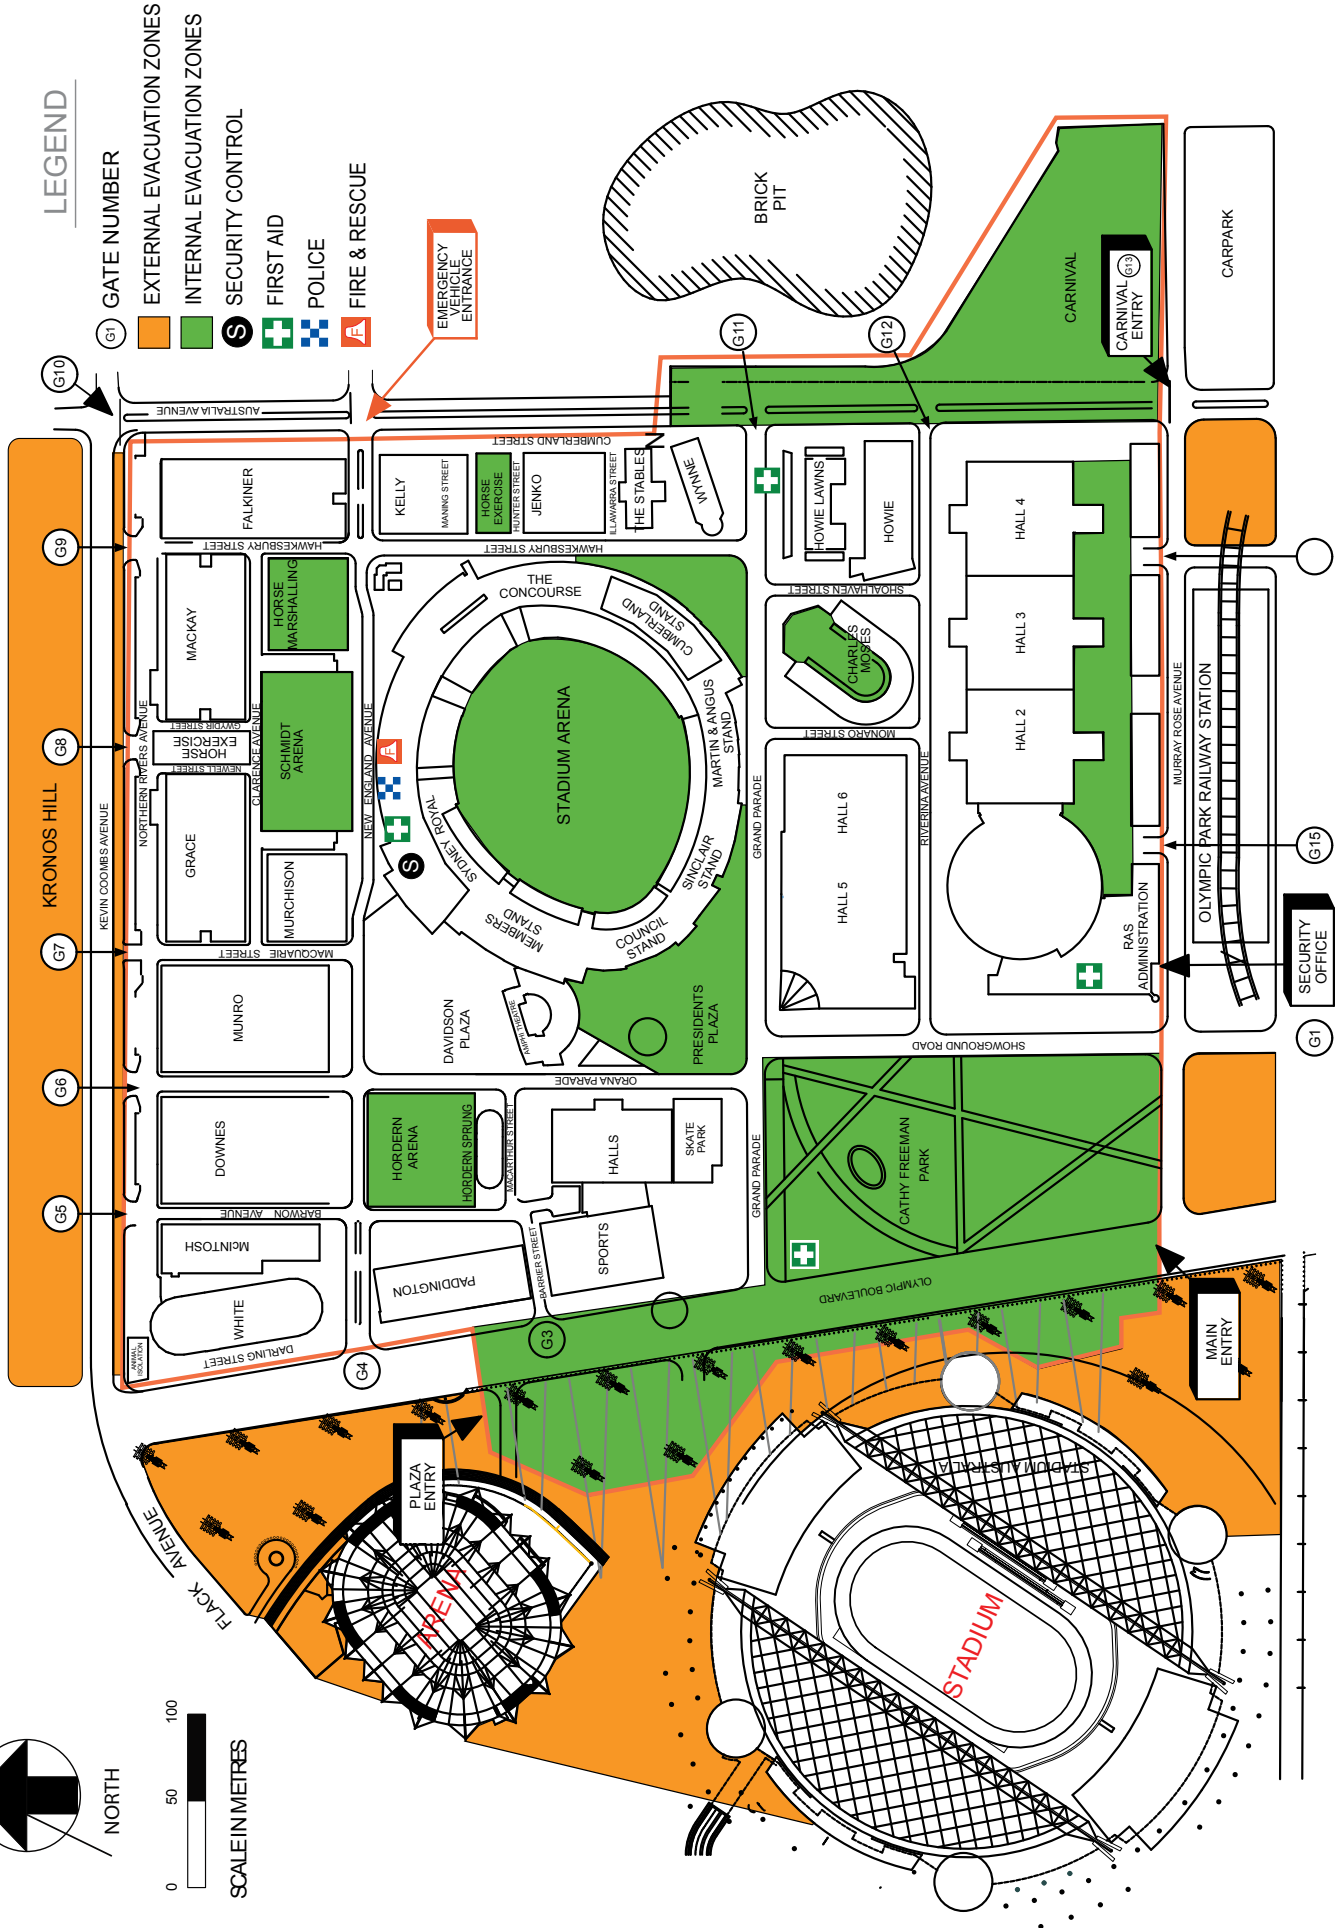 LEGEND
G1 GATE NUMBER
EXTERNAL EVACUATION ZONES
INTERNAL EVACUATION ZONES
S SECURITY CONTROL
FIRST AID
POLICE
F FIRE & RESCUE
EMERGENCY
VEHICLE
ENTRANCE
BRICK
PIT
KRONOS HILL
KEVIN COOMBS AVENUE
G10
G9
G8
G7
G6
G5
AUSTRALIA AVENUE
NORTHERN RIVERS AVENUE
FALKINER
HAWKESBURY STREET
MACKAY
HORSE
MARSHALLING
GWYDIR STREET
HORSE
EXERCISE
NEWELL STREET
CLARENCE AVENUE
SCHMIDT
ARENA
GRACE
MURCHISON
MACQUARIE STREET
NEW ENGLAND AVENUE
MUNRO
DOWNES
BARWON AVENUE
McINTOSH
WHITE
ANIMAL
ISOLATION
DARLING STREET
G4
CUMBERLAND STREET
KELLY
MANING STREET
HORSE
EXERCISE
HUNTER STREET
JENKO
ILLAWARRA STREET
THE STABLES
WYNNE
HAWKESBURY STREET
THE
CONCOURSE
CUMBERLAND
STAND
STADIUM ARENA
MARTIN & ANGUS
STAND
SINCLAIR
STAND
COUNCIL
STAND
MEMBERS
STAND
SYDNEY ROYAL
F
S
DAVIDSON
PLAZA
AMPHITHEATRE
PRESIDENTS
PLAZA
ORANA PARADE
HORDERN
ARENA
HORDERN SPRUNG
MACARTHUR STREET
HALLS
SKATE
PARK
PADDINGTON
BARRIER STREET
SPORTS
G3
G11
G12
GRAND PARADE
GRAND PARADE
HOWIE LAWNS
HOWIE
SHOALHAVEN STREET
CHARLES
MOSES
MONARO STREET
HALL 6
HALL 5
RIVERINA AVENUE
HALL 4
HALL 3
HALL 2
RAS
ADMINISTRATION
SHOWGROUND ROAD
CATHY FREEMAN
PARK
OLYMPIC BOULEVARD
CARNIVAL
CARNIVAL G13
ENTRY
CARPARK
MURRAY ROSE AVENUE
OLYMPIC PARK RAILWAY STATION
G15
SECURITY
OFFICE
G1
MAIN
ENTRY
PLAZA
ENTRY
FLACK AVENUE
ARENA
STADIUM AUSTRALIA
STADIUM
NORTH
0 50 100
SCALE IN METRES